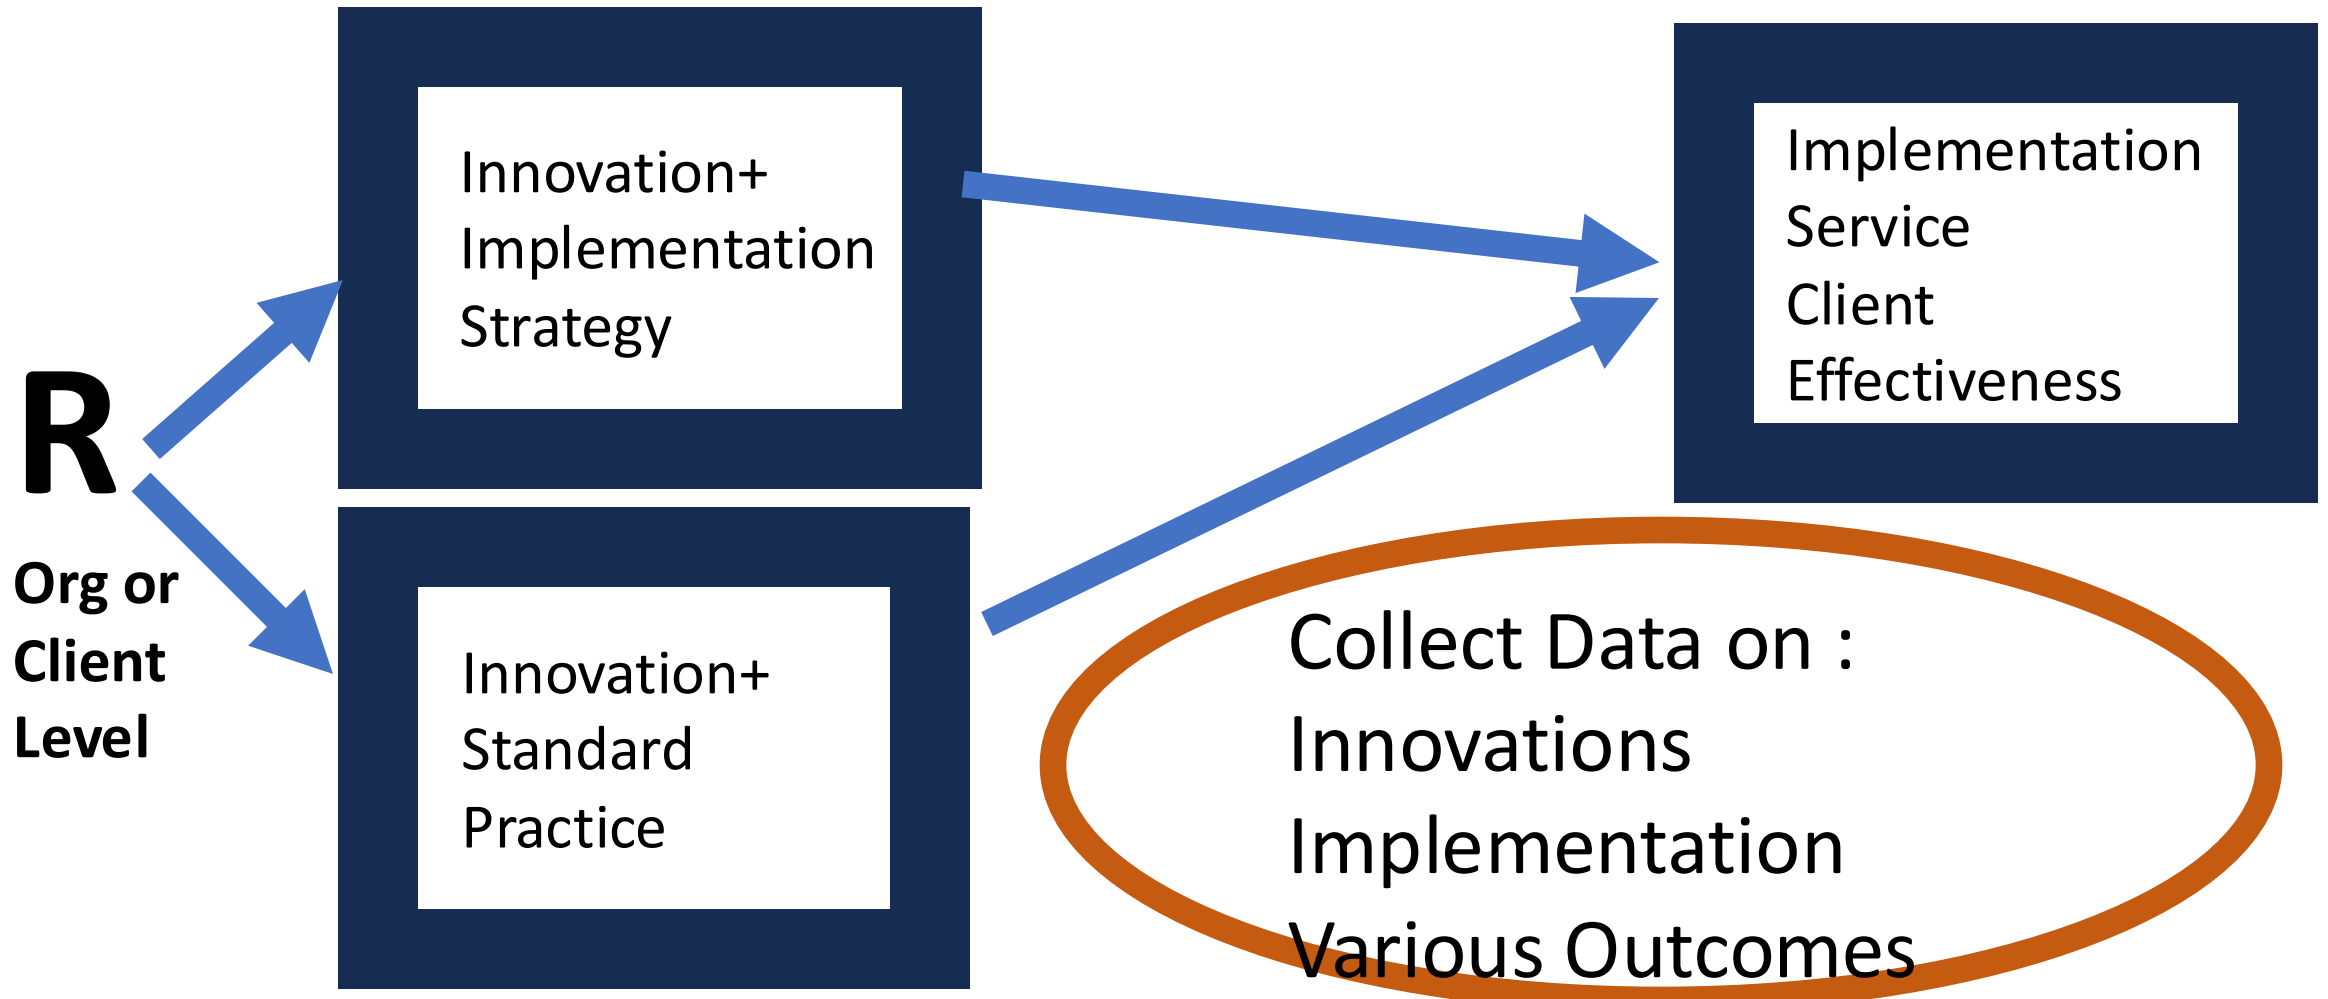 R
Org or
Client
Level
Innovation+
Implementation
Strategy
Innovation+
Standard
Practice
Implementation
Service
Client
Effectiveness
Collect Data on :
Innovations
Implementation
Various Outcomes